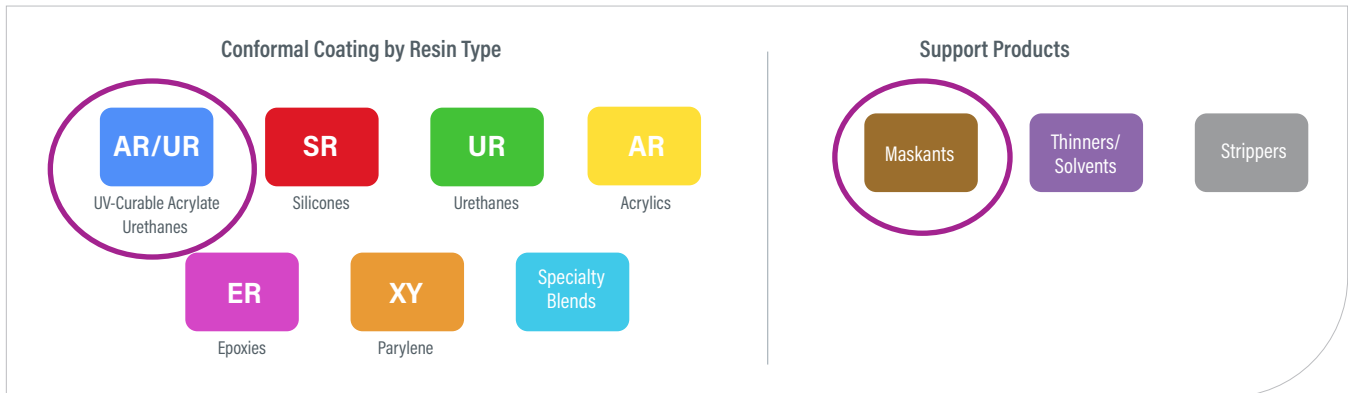 Conformal Coating by Resin Type
AR/UR
UV-Curable Acrylate
Urethanes
SR
Silicones
UR
Urethanes
AR
Acrylics
ER
Epoxies
XY
Parylene
Specialty
Blends
Support Products
Maskants
Thinners/
Solvents
Strippers